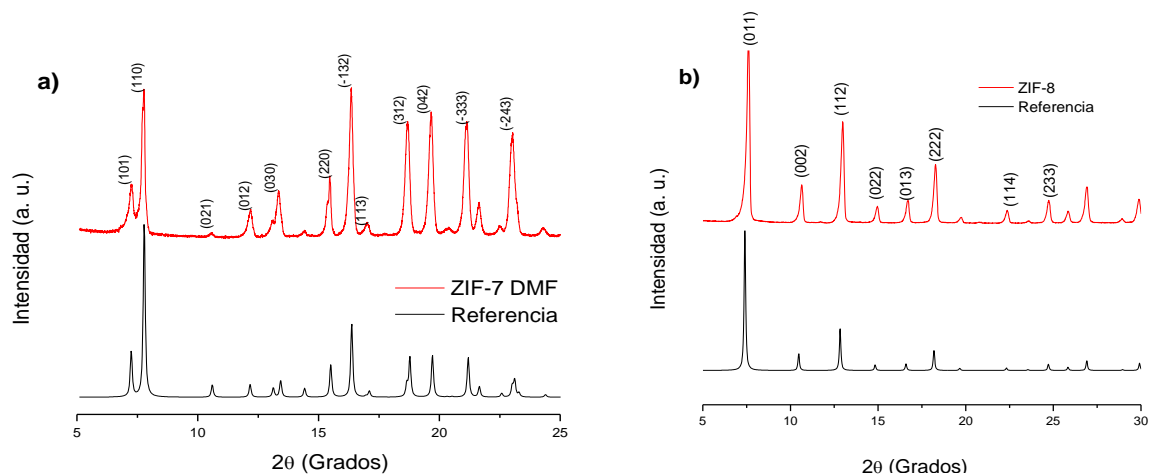 a)
Intensidad (a. u.)
(101)
(110)
(021)
(012)
(030)
(220)
(-132)
(113)
(312)
(042)
(-333)
(-243)
ZIF-7 DMF
Referencia
5 10 15 20 25
2θ (Grados)
b)
Intensidad (a. u.)
(011)
(002)
(112)
(022)
(013)
(222)
(114)
(233)
ZIF-8
Referencia
5 10 15 20 25 30
2θ (Grados)